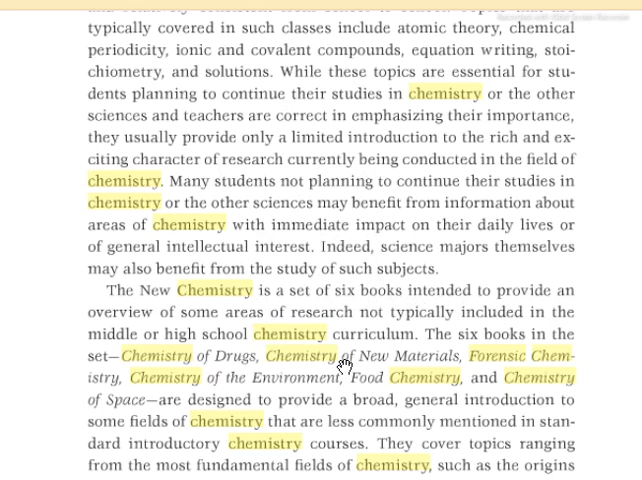 typically covered in such classes include atomic theory, chemical
periodicity, ionic and covalent compounds, equation writing, stoi-
chiometry, and solutions. While these topics are essential for stu-
dents planning to continue their studies in chemistry or the other
sciences and teachers are correct in emphasizing their importance,
they usually provide only a limited introduction to the rich and ex-
citing character of research currently being conducted in the field of
chemistry. Many students not planning to continue their studies in
chemistry or the other sciences may benefit from information about
areas of chemistry with immediate impact on their daily lives or
of general intellectual interest. Indeed, science majors themselves
may also benefit from the study of such subjects.
The New Chemistry is a set of six books intended to provide an
overview of some areas of research not typically included in the
middle or high school chemistry curriculum. The six books in the
set—Chemistry of Drugs, Chemistry of New Materials, Forensic Chem-
istry, Chemistry of the Environment, Food Chemistry, and Chemistry
of Space—are designed to provide a broad, general introduction to
some fields of chemistry that are less commonly mentioned in stan-
dard introductory chemistry courses. They cover topics ranging
from the most fundamental fields of chemistry, such as the origins